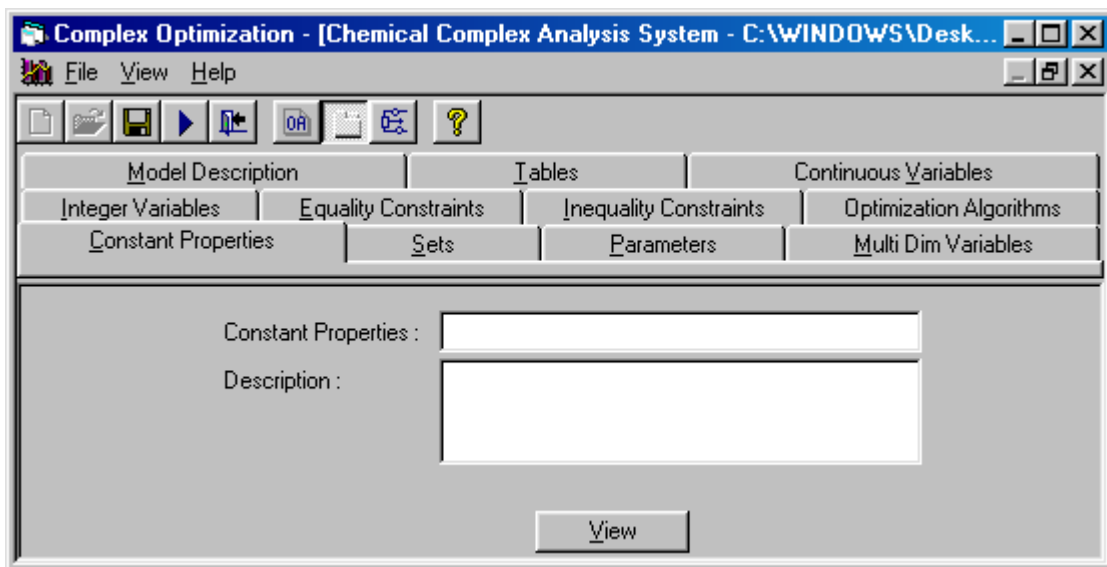 Complex Optimization - [Chemical Complex Analysis System - C:\WINDOWS\Desk...
File View Help
OA ?
Model Description Tables Continuous Variables
Integer Variables Equality Constraints Inequality Constraints Optimization Algorithms
Constant Properties Sets Parameters Multi Dim Variables
Constant Properties :
Description :
View